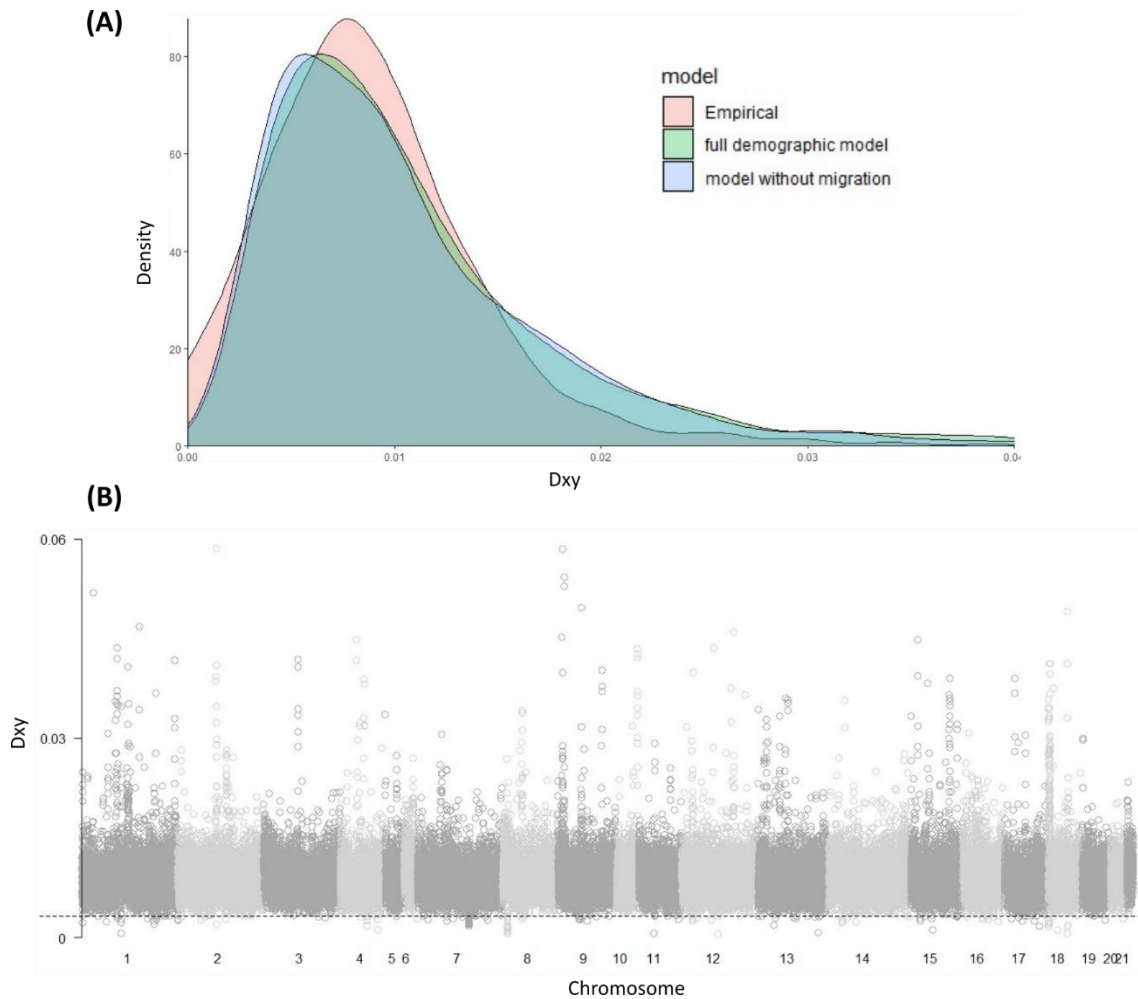 (A)
model
Empirical
full demographic model
model without migration
80
60
40
20
0
Density
0.00
0.01
0.02
0.03
0.04
Dxy
(B)
0.06
0.03
0
Dxy
1 2 3 4 5 6 7 8 9 10 11 12 13 14 15 16 17 18 19 20 21
Chromosome